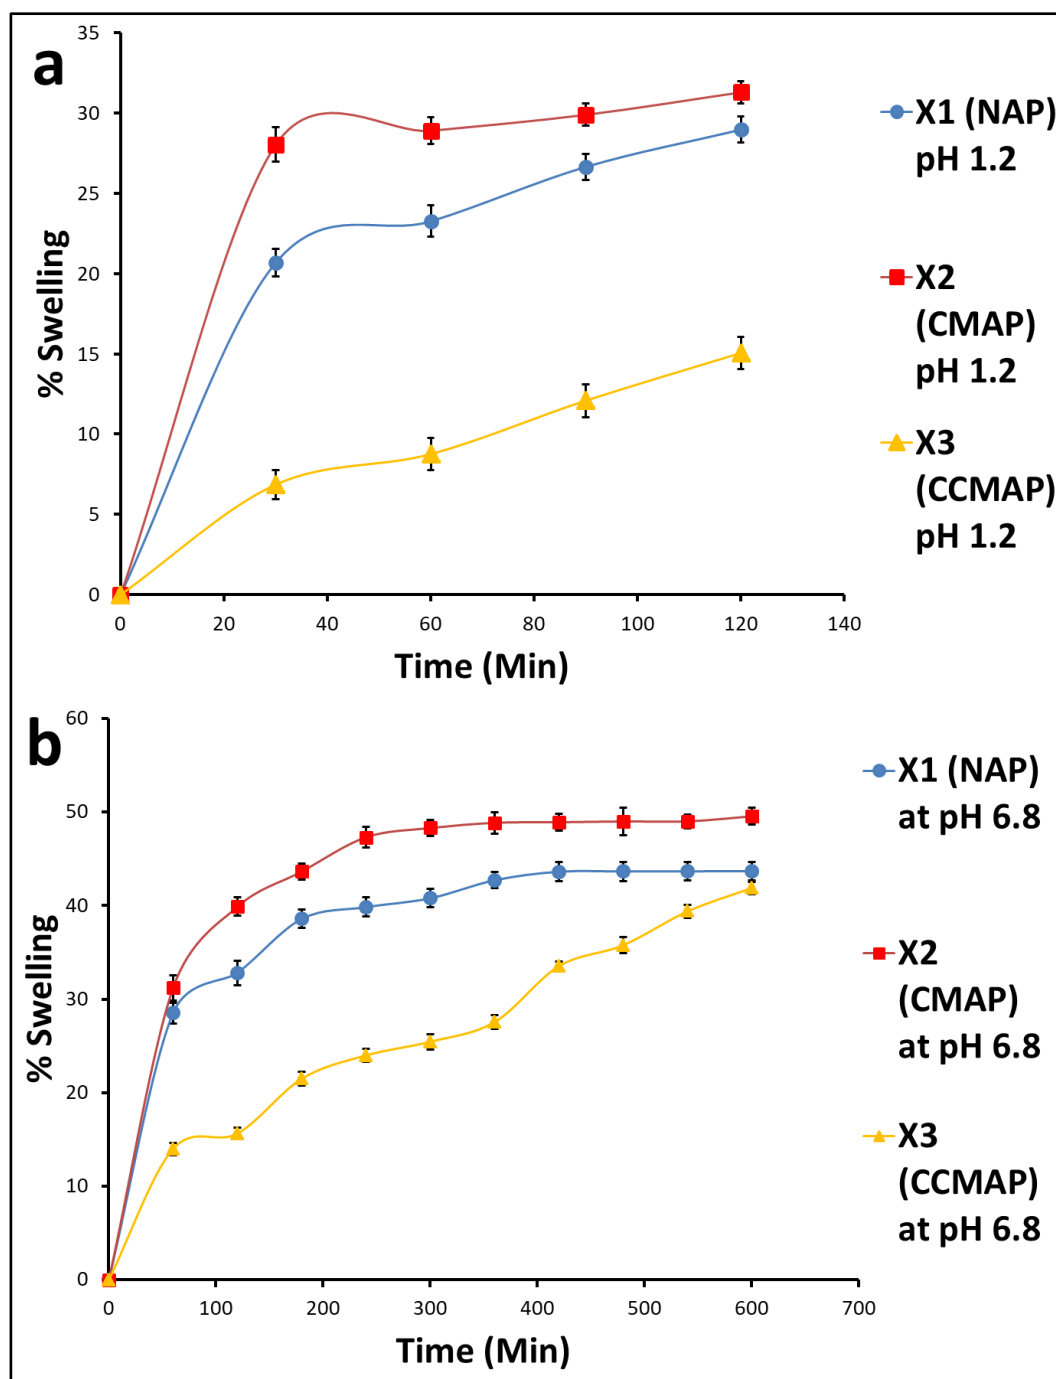 a
35
30
25
20
15
10
5
0
% Swelling
0 20 40 60 80 100 120 140
Time (Min)
X1 (NAP)
pH 1.2
X2
(CMAP)
pH 1.2
X3
(CCMAP)
pH 1.2
b
60
50
40
30
20
10
0
% Swelling
0 100 200 300 400 500 600 700
Time (Min)
X1 (NAP)
at pH 6.8
X2
(CMAP)
at pH 6.8
X3
(CCMAP)
at pH 6.8